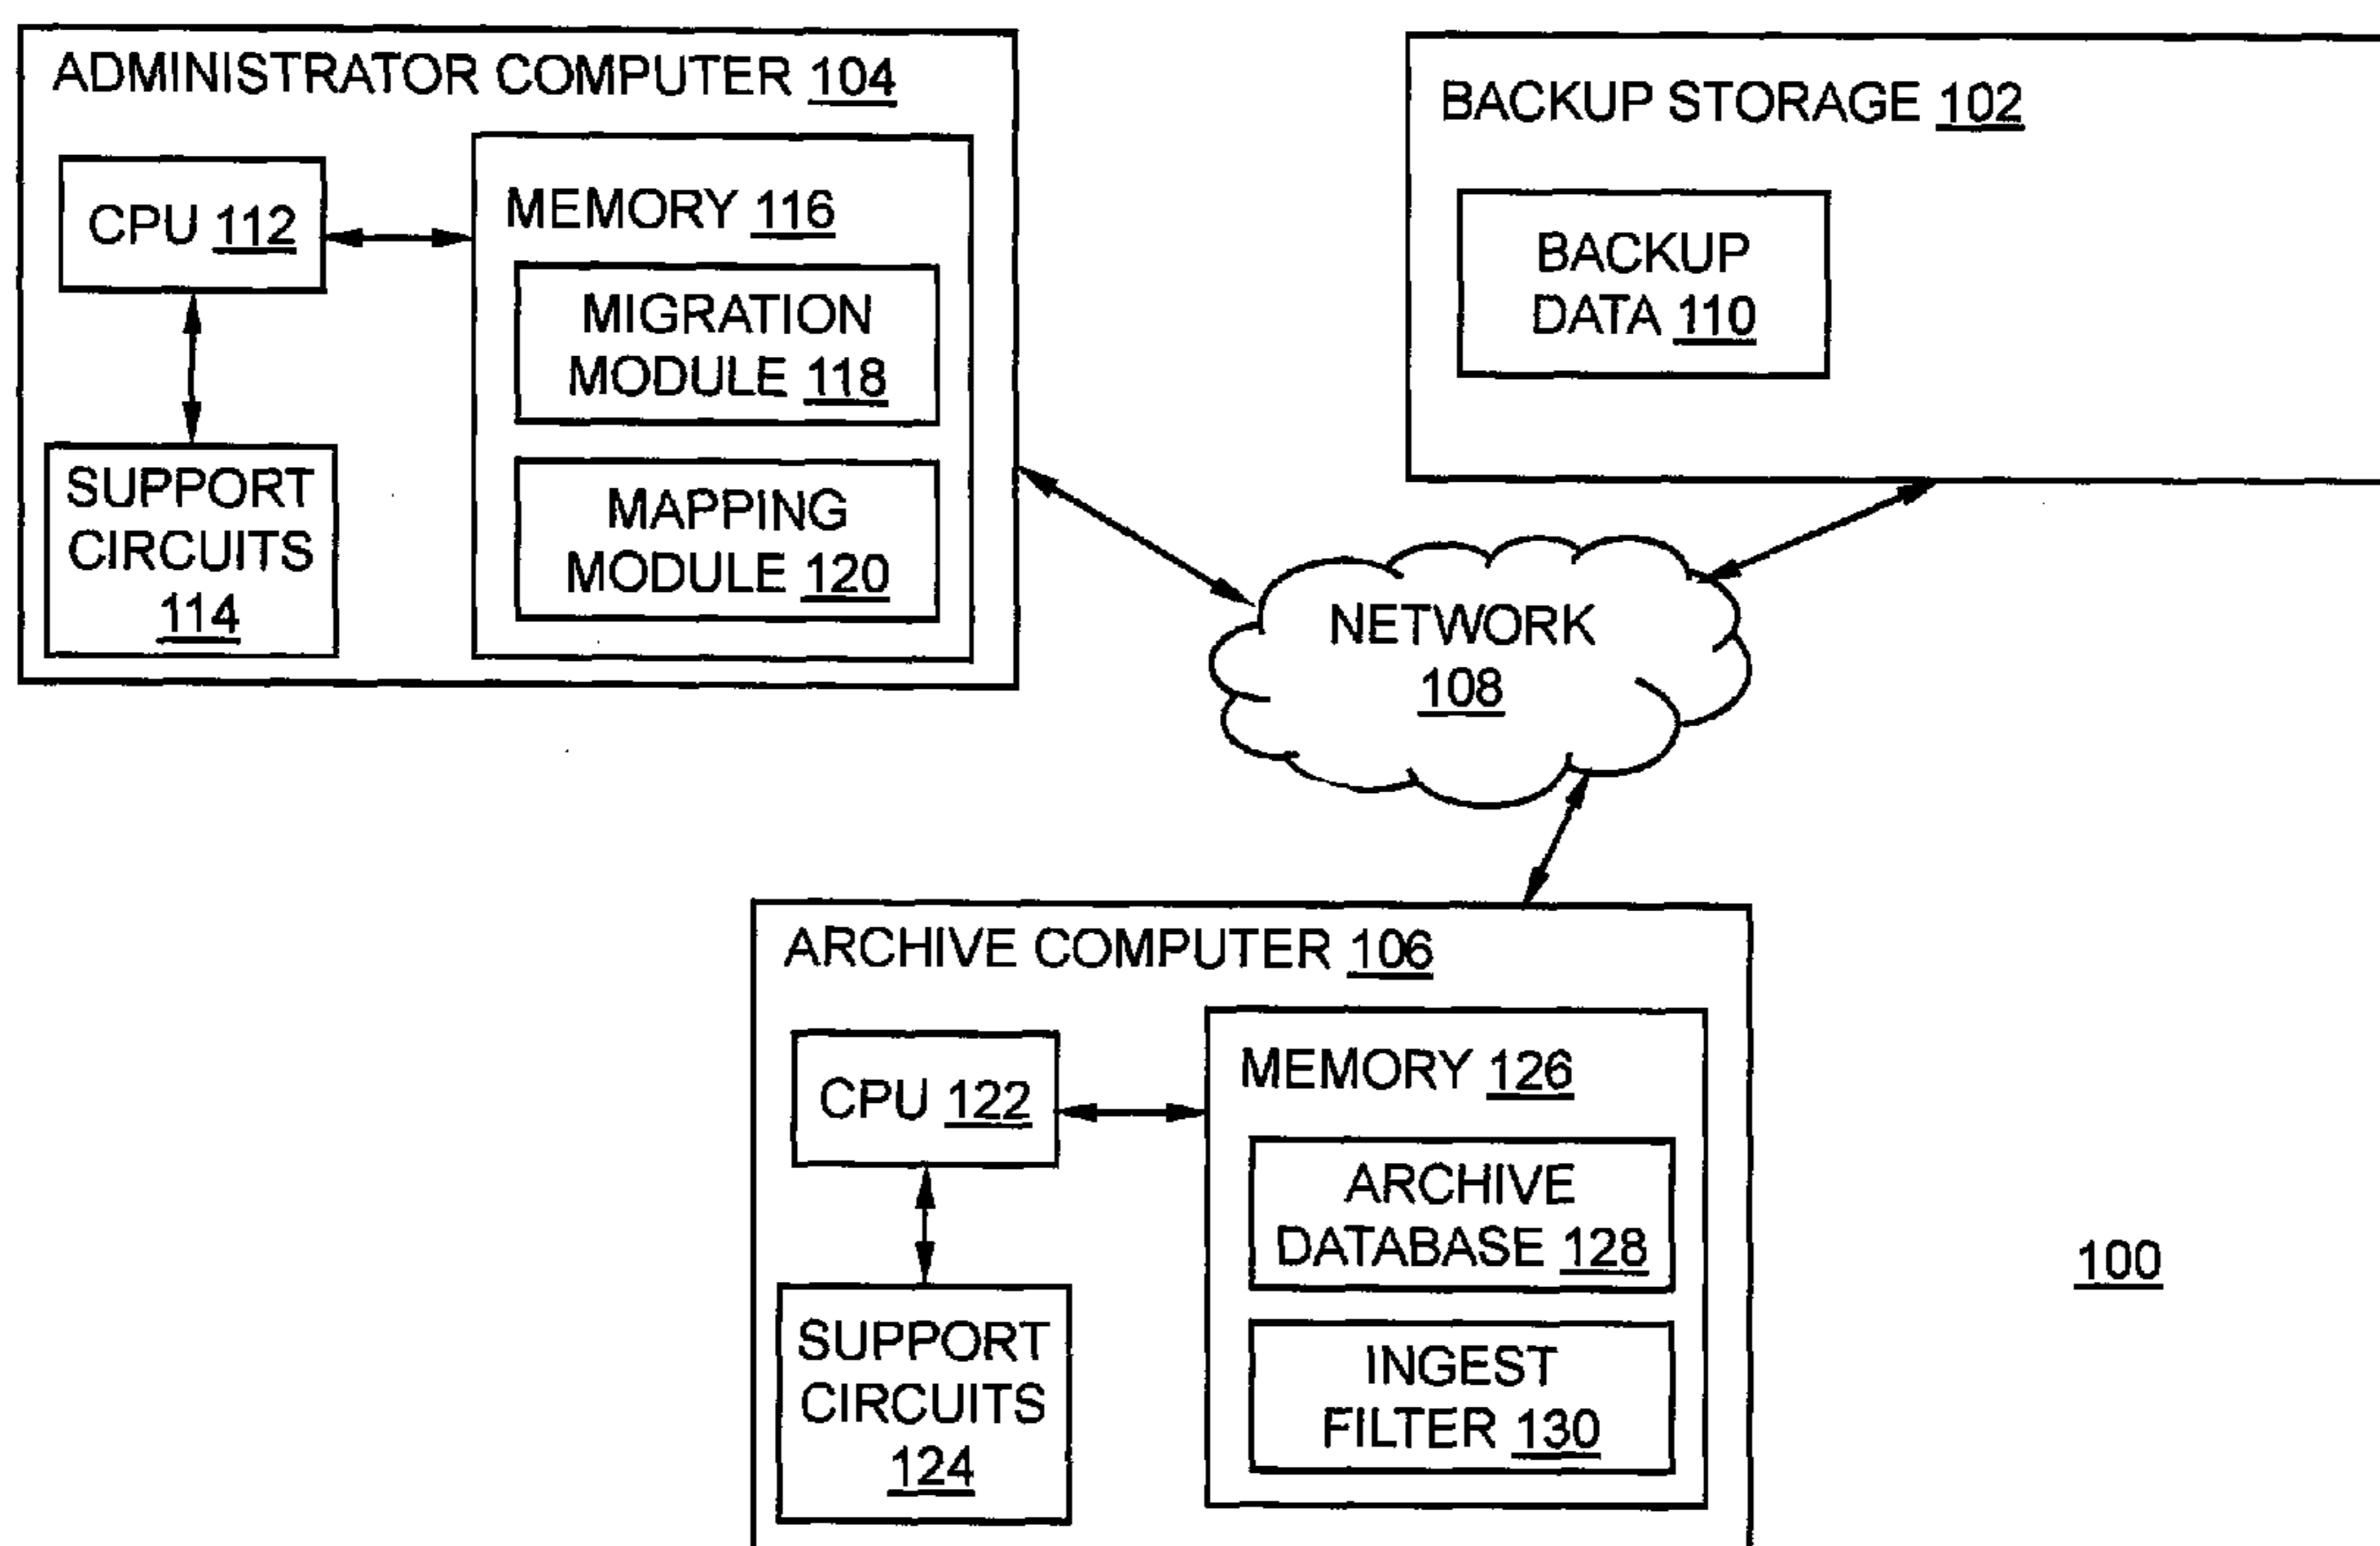 ADMINISTRATOR COMPUTER 104
CPU 112
SUPPORT
CIRCUITS
114
MEMORY 116
MIGRATION
MODULE 118
MAPPING
MODULE 120
BACKUP STORAGE 102
BACKUP
DATA 110
NETWORK
108
ARCHIVE COMPUTER 106
CPU 122
SUPPORT
CIRCUITS
124
MEMORY 126
ARCHIVE
DATABASE 128
INGEST
FILTER 130
100